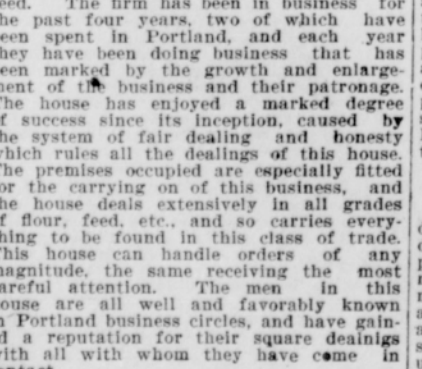 eed. The firm has been in business for
he past four years, two of which have
een spent in Portland, and each year
hey have been doing business that has
een marked by the growth and enlarge-
ment of the business and their patronage.
The house has enjoyed a marked degree
f success since its inception, caused by
he system of fair dealing and honesty
which rules all the dealings of this house.
The premises occupied are especially fitted
or the carrying on of this business, and
he house deals extensively in all grades
f flour, feed, etc., and so carries every-
hing to be found in this class of trade.
This house can handle orders of any
magnitude, the same receiving the most
areful attention. The men in this
ouse are all well and favorably known
n Portland business circles, and have gain-
d a reputation for their square dealnigs
with all with whom they have come in